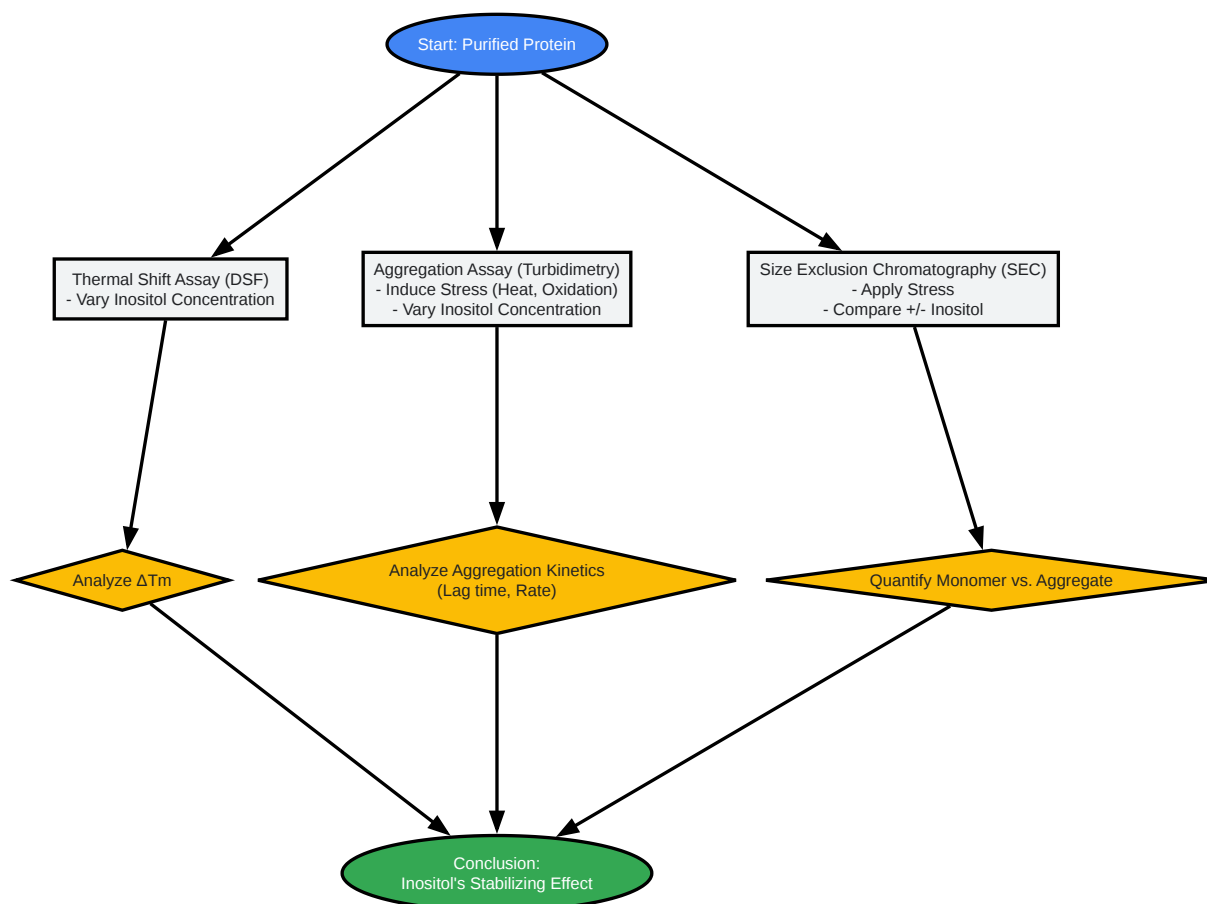 Start: Purified Protein
Thermal Shift Assay (DSF)
- Vary Inositol Concentration
Aggregation Assay (Turbidimetry)
- Induce Stress (Heat, Oxidation)
- Vary Inositol Concentration
Size Exclusion Chromatography (SEC)
- Apply Stress
- Compare +/- Inositol
Analyze ΔTm
Analyze Aggregation Kinetics
(Lag time, Rate)
Quantify Monomer vs. Aggregate
Conclusion:
Inositol's Stabilizing Effect